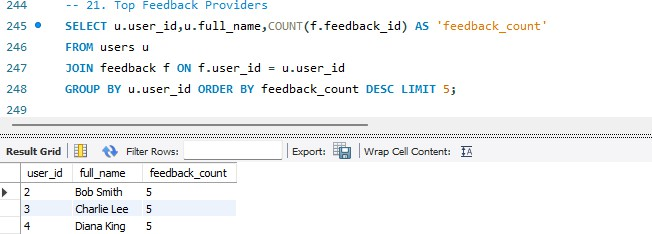 244 -- 21. Top Feedback Providers
245 SELECT u.user_id,u.full_name,COUNT(f.feedback_id) AS 'feedback_count'
246 FROM users u
247 JOIN feedback f ON f.user_id = u.user_id
248 GROUP BY u.user_id ORDER BY feedback_count DESC LIMIT 5;
249
Result Grid Filter Rows: Export: Wrap Cell Content: IA
user_id full_name feedback_count
2 Bob Smith 5
3 Charlie Lee 5
4 Diana King 5